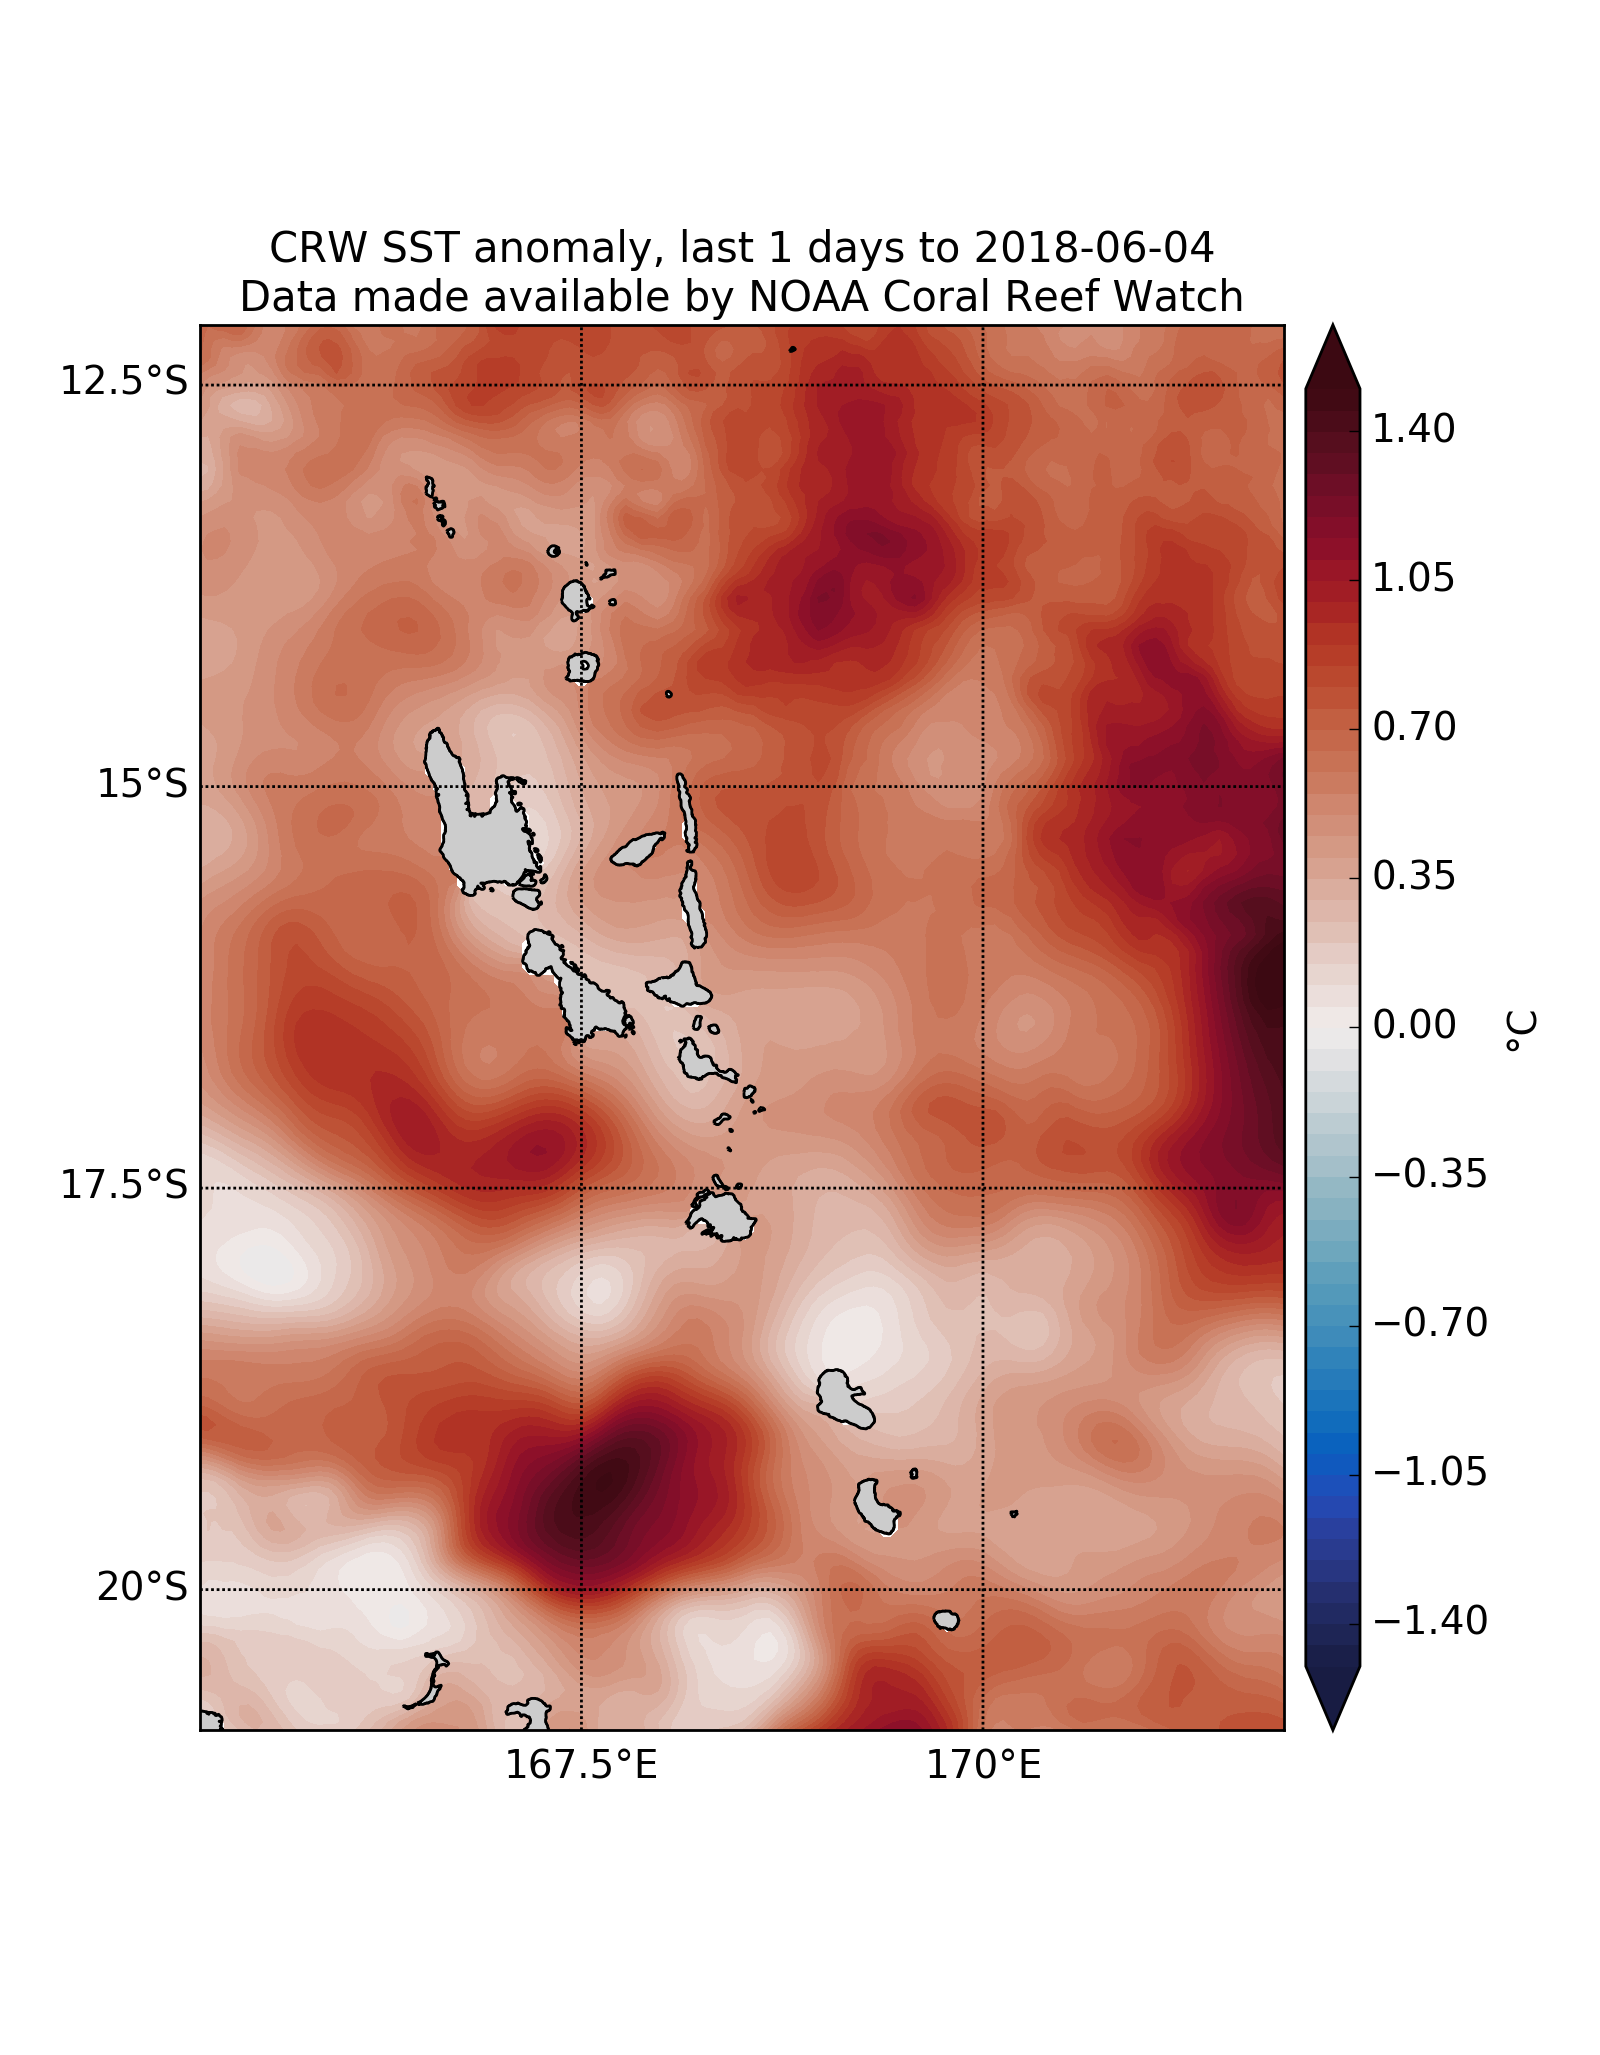 CRW SST anomaly, last 1 days to 2018-06-04
Data made available by NOAA Coral Reef Watch
12.5°S
15°S
17.5°S
20°S
167.5°E
170°E
1.40
1.05
0.70
0.35
0.00
−0.35
−0.70
−1.05
−1.40
°C